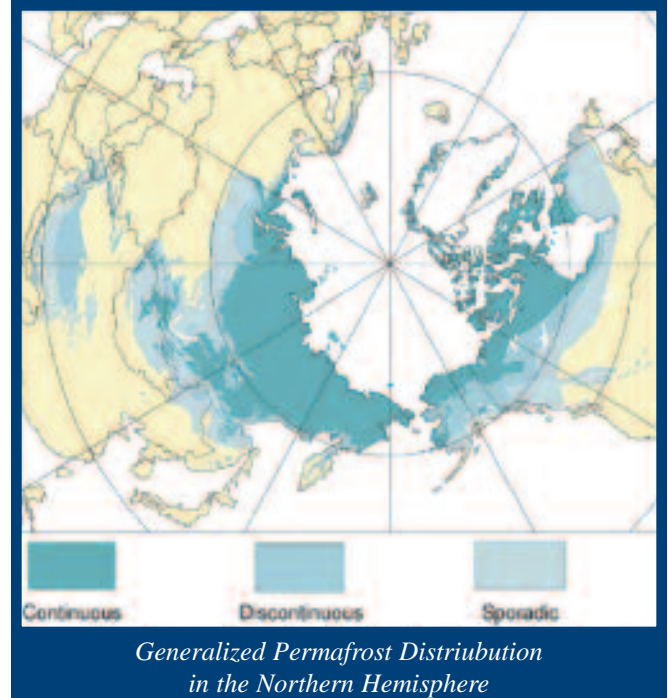 Continuous Discontinuous Sporadic
Generalized Permafrost Distriubution
in the Northern Hemisphere